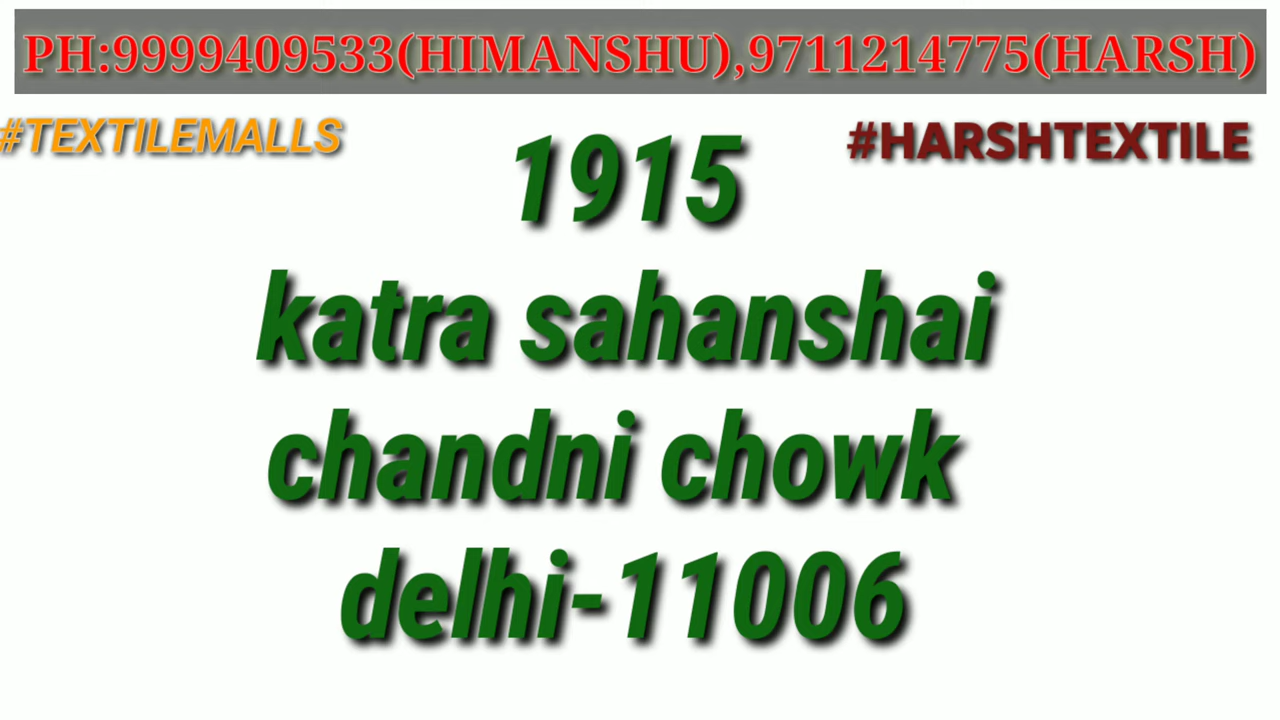 PH:9999409533(HIMANSHU),9711214775(HARSH)
#TEXTILEMALLS
#HARSHTEXTILE
1915
katra sahanshai
chandni chowk
delhi-11006